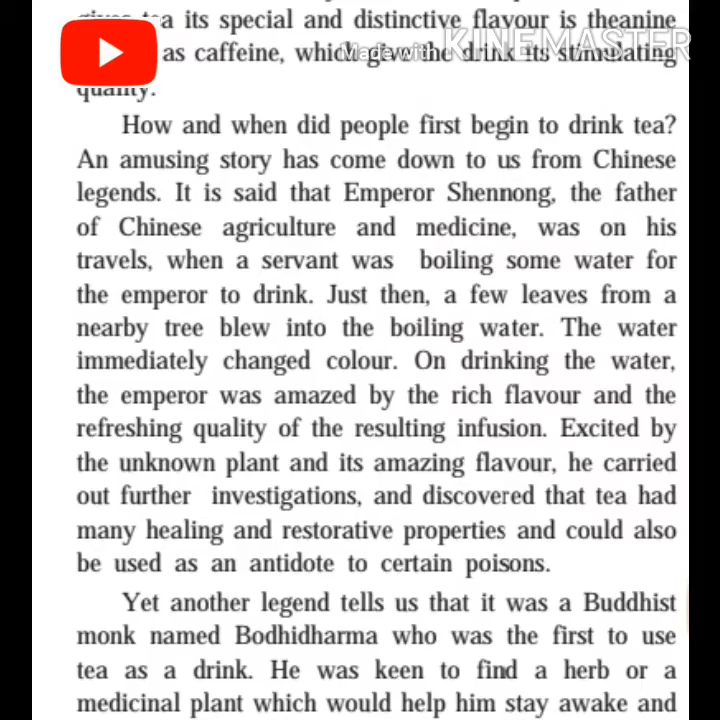 gives tea its special and distinctive flavour is theanine
as caffeine, which give the drink its stimulating
Made with KINEMASTER
quality.
How and when did people first begin to drink tea?
An amusing story has come down to us from Chinese
legends. It is said that Emperor Shennong, the father
of Chinese agriculture and medicine, was on his
travels, when a servant was boiling some water for
the emperor to drink. Just then, a few leaves from a
nearby tree blew into the boiling water. The water
immediately changed colour. On drinking the water,
the emperor was amazed by the rich flavour and the
refreshing quality of the resulting infusion. Excited by
the unknown plant and its amazing flavour, he carried
out further investigations, and discovered that tea had
many healing and restorative properties and could also
be used as an antidote to certain poisons.
Yet another legend tells us that it was a Buddhist
monk named Bodhidharma who was the first to use
tea as a drink. He was keen to find a herb or a
medicinal plant which would help him stay awake and